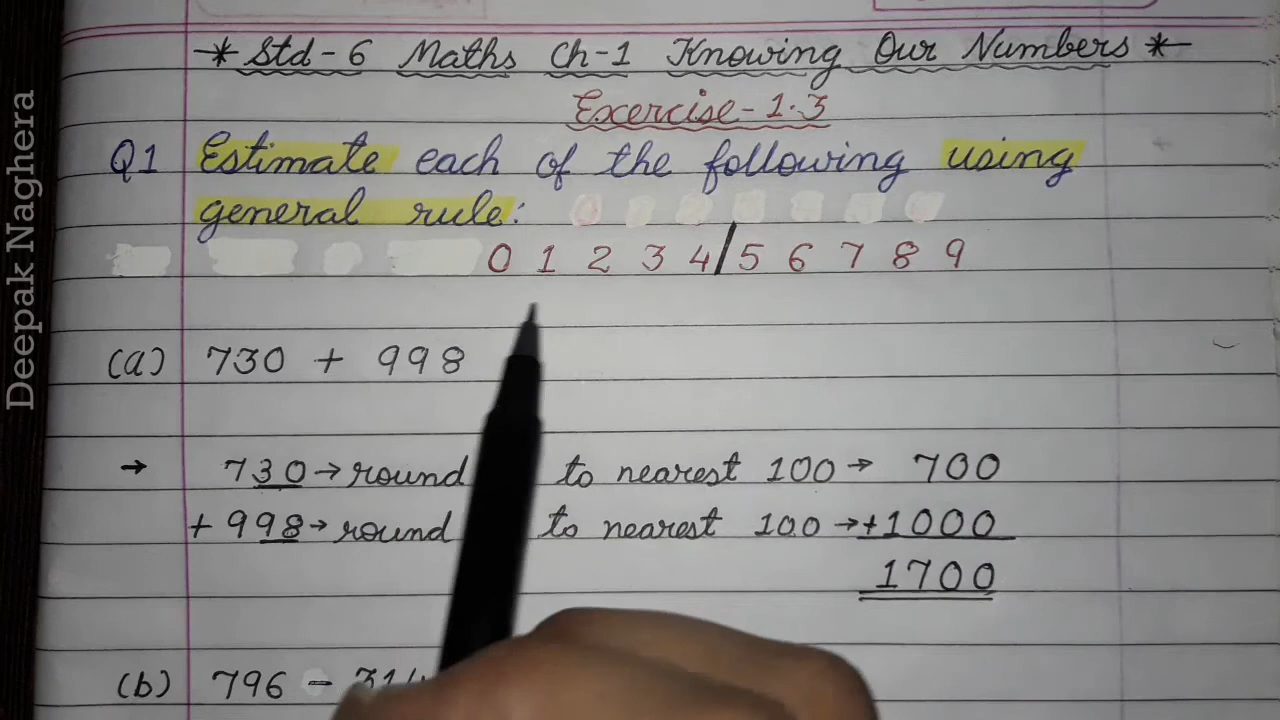 * Std-6 Maths Ch-1 Knowing Our Numbers *
Exercise-1.3
Q1 Estimate each of the following using
general rule:
0 1 2 3 4/5 6 7 8 9
(a) 730 + 998
→ 730→round to nearest 100→ 700
+998→round to nearest 100→+1000
1700
(b) 796 -
Deepak Naghera